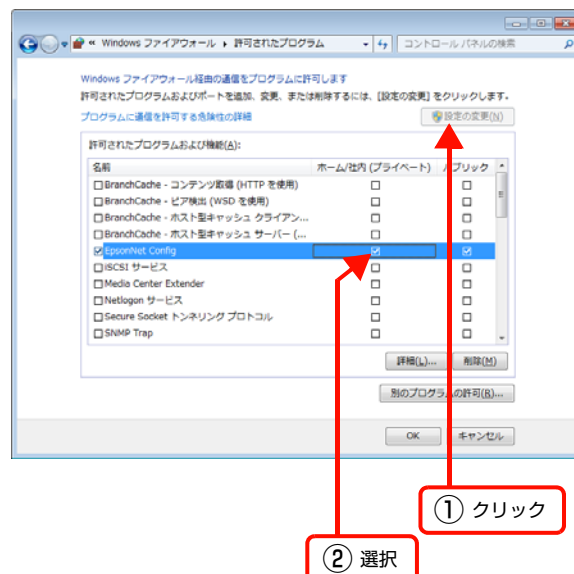 « Windows ファイアウォール ▸ 許可されたプログラム
コントロール パネルの検索
Windows ファイアウォール経由の通信をプログラムに許可します
許可されたプログラムおよびポートを追加、変更、または削除するには、[設定の変更] をクリックします。
プログラムに通信を許可する危険性の詳細
設定の変更(N)
許可されたプログラムおよび機能(A):
名前 ホーム/社内 (プライベート) パブリック
BranchCache - コンテンツ取得 (HTTP を使用)
BranchCache - ピア検出 (WSD を使用)
BranchCache - ホスト型キャッシュ クライアン...
BranchCache - ホスト型キャッシュ サーバー (...
EpsonNet Config
iSCSI サービス
Media Center Extender
Netlogon サービス
Secure Socket トンネリング プロトコル
SNMP Trap
詳細(L)... 削除(M)
別のプログラムの許可(R)...
OK キャンセル
① クリック
② 選択